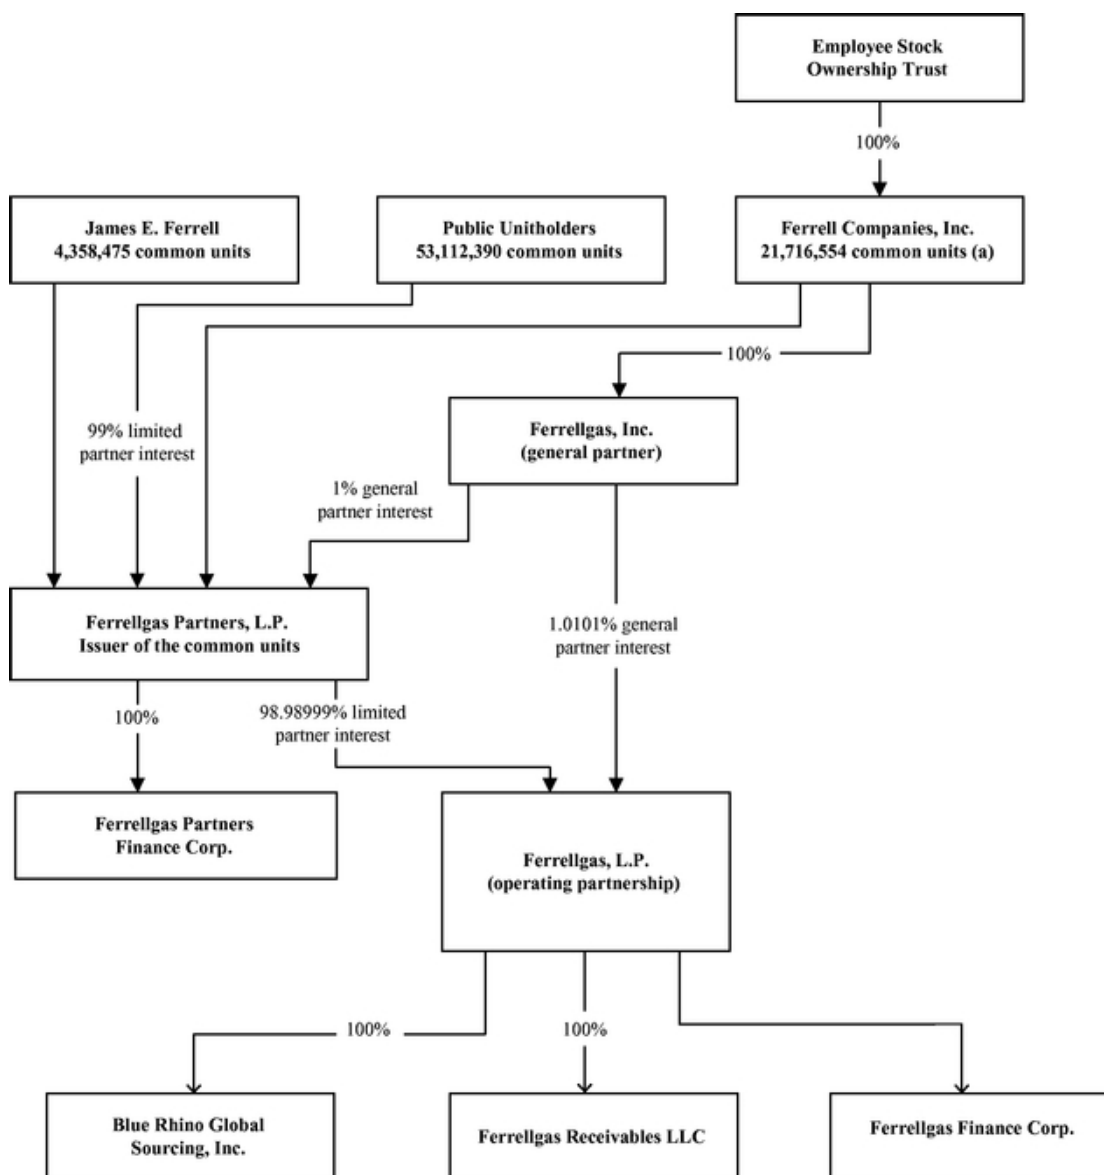 Employee Stock
Ownership Trust
100%
James E. Ferrell
4,358,475 common units
Public Unitholders
53,112,390 common units
Ferrell Companies, Inc.
21,716,554 common units (a)
100%
99% limited
partner interest
Ferrellgas, Inc.
(general partner)
1% general
partner interest
Ferrellgas Partners, L.P.
Issuer of the common units
1.0101% general
partner interest
100%
98.98999% limited
partner interest
Ferrellgas Partners
Finance Corp.
Ferrellgas, L.P.
(operating partnership)
100%
100%
Blue Rhino Global
Sourcing, Inc.
Ferrellgas Receivables LLC
Ferrellgas Finance Corp.